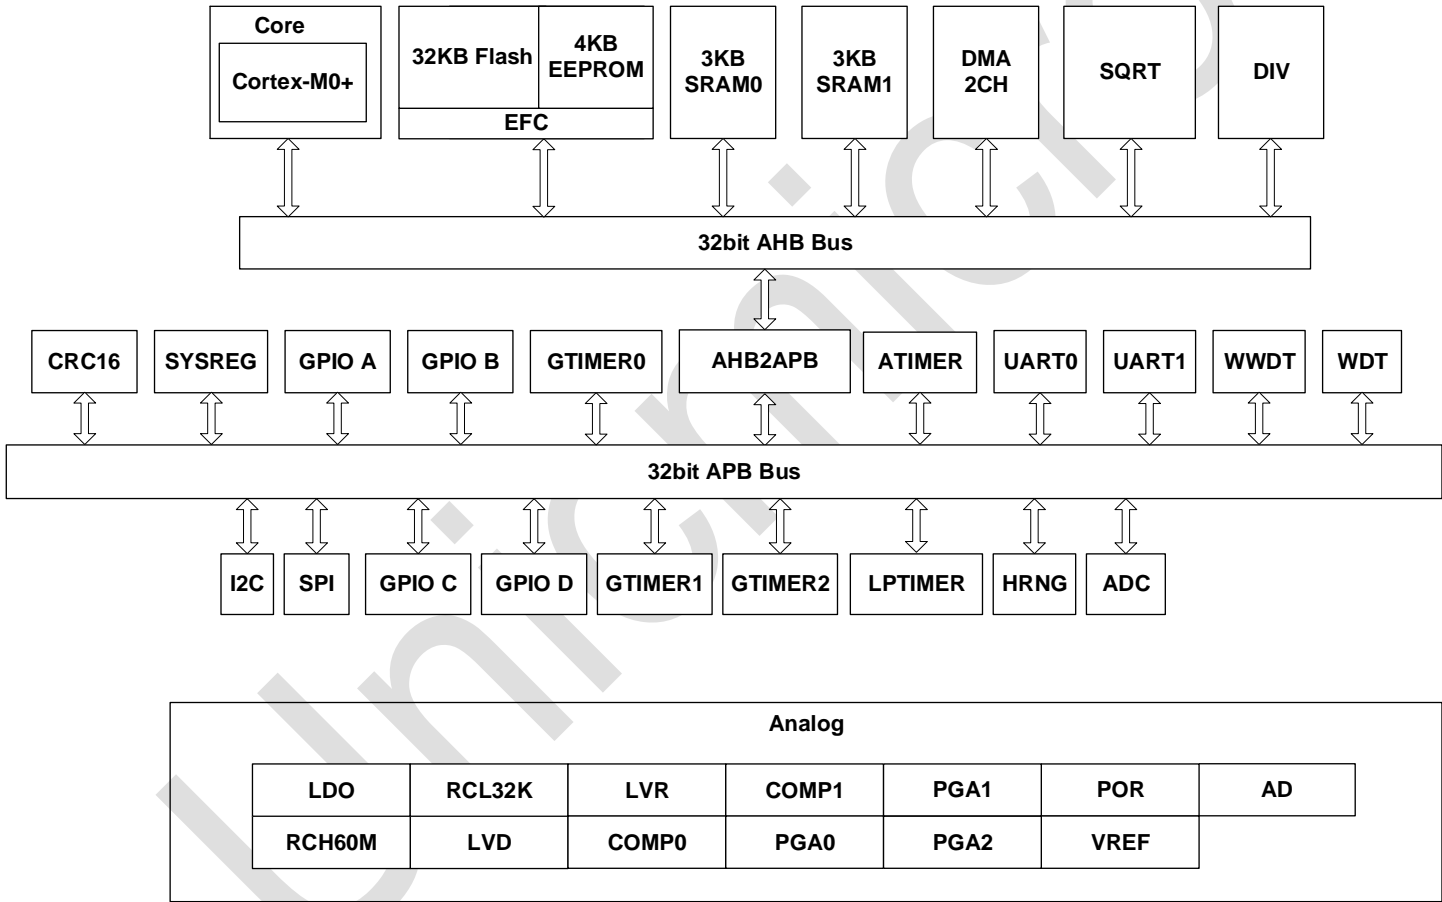 Core
Cortex-M0+
32KB Flash
4KB
EEPROM
EFC
3KB
SRAM0
3KB
SRAM1
DMA
2CH
SQRT
DIV
32bit AHB Bus
CRC16
SYSREG
GPIO A
GPIO B
GTIMER0
AHB2APB
ATIMER
UART0
UART1
WWDT
WDT
32bit APB Bus
I2C
SPI
GPIO C
GPIO D
GTIMER1
GTIMER2
LPTIMER
HRNG
ADC
Analog
LDO
RCL32K
LVR
COMP1
PGA1
POR
AD
RCH60M
LVD
COMP0
PGA0
PGA2
VREF